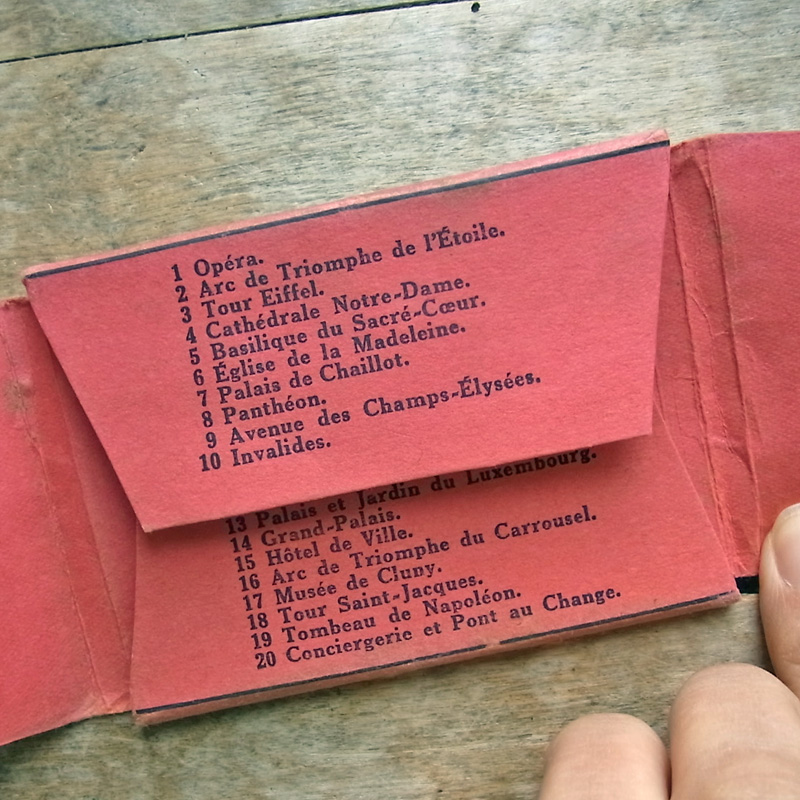 1 Opéra.
2 Arc de Triomphe de l'Étoile.
3 Tour Eiffel.
4 Cathédrale Notre-Dame.
5 Basilique du Sacré-Cœur.
6 Église de la Madeleine.
7 Palais de Chaillot.
8 Panthéon.
9 Avenue des Champs-Élysées.
10 Invalides.
13 Palais et Jardin du Luxembourg.
14 Grand-Palais.
15 Hôtel de Ville.
16 Arc de Triomphe du Carrousel.
17 Musée de Cluny.
18 Tour Saint-Jacques.
19 Tombeau de Napoléon.
20 Conciergerie et Pont au Change.